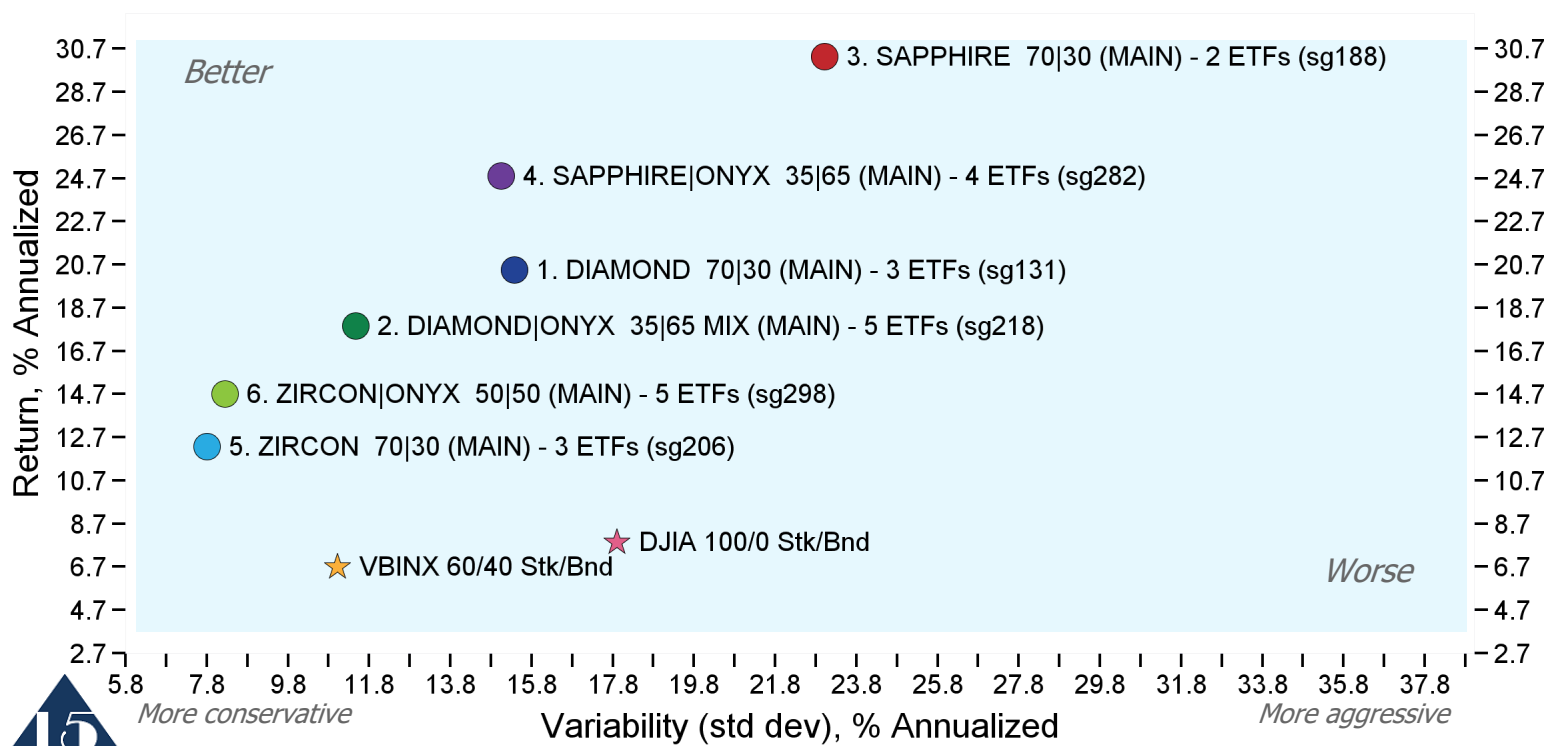 30.7
28.7
26.7
24.7
22.7
20.7
18.7
16.7
14.7
12.7
10.7
8.7
6.7
4.7
2.7
Return, % Annualized
Better
3. SAPPHIRE 70|30 (MAIN) - 2 ETFs (sg188)
4. SAPPHIRE|ONYX 35|65 (MAIN) - 4 ETFs (sg282)
1. DIAMOND 70|30 (MAIN) - 3 ETFs (sg131)
2. DIAMOND|ONYX 35|65 MIX (MAIN) - 5 ETFs (sg218)
6. ZIRCON|ONYX 50|50 (MAIN) - 5 ETFs (sg298)
5. ZIRCON 70|30 (MAIN) - 3 ETFs (sg206)
DJIA 100/0 Stk/Bnd
VBINX 60/40 Stk/Bnd
Worse
30.7
28.7
26.7
24.7
22.7
20.7
18.7
16.7
14.7
12.7
10.7
8.7
6.7
4.7
2.7
5.8 7.8 9.8 11.8 13.8 15.8 17.8 19.8 21.8 23.8 25.8 27.8 29.8 31.8 33.8 35.8 37.8
More conservative
Variability (std dev), % Annualized
More aggressive
15